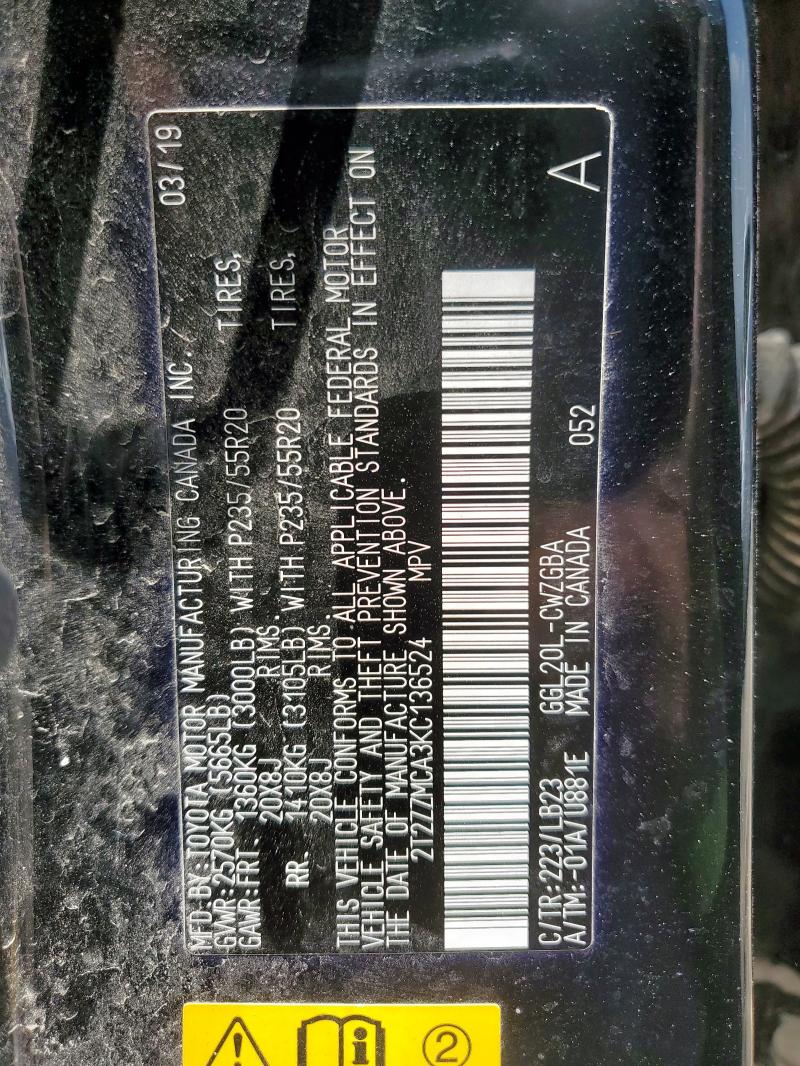 MFD.BY:TOYOTA MOTOR MANUFACTURING CANADA INC. 03/19
GVWR:2570KG (5665LB)
GAWR:FRT. 1360KG (3000LB) WITH P235/55R20 TIRES,
20X8J RIMS.
RR. 1410KG (3105LB) WITH P235/55R20 TIRES,
20X8J RIMS.
THIS VEHICLE CONFORMS TO ALL APPLICABLE FEDERAL MOTOR
VEHICLE SAFETY AND THEFT PREVENTION STANDARDS IN EFFECT ON
THE DATE OF MANUFACTURE SHOWN ABOVE.
2T2ZZMCA3KC136524 MPV
C/TR:223/LB23 GGL20L-CWZGBA
A/TM:-01A/U881E MADE IN CANADA 052 A
2